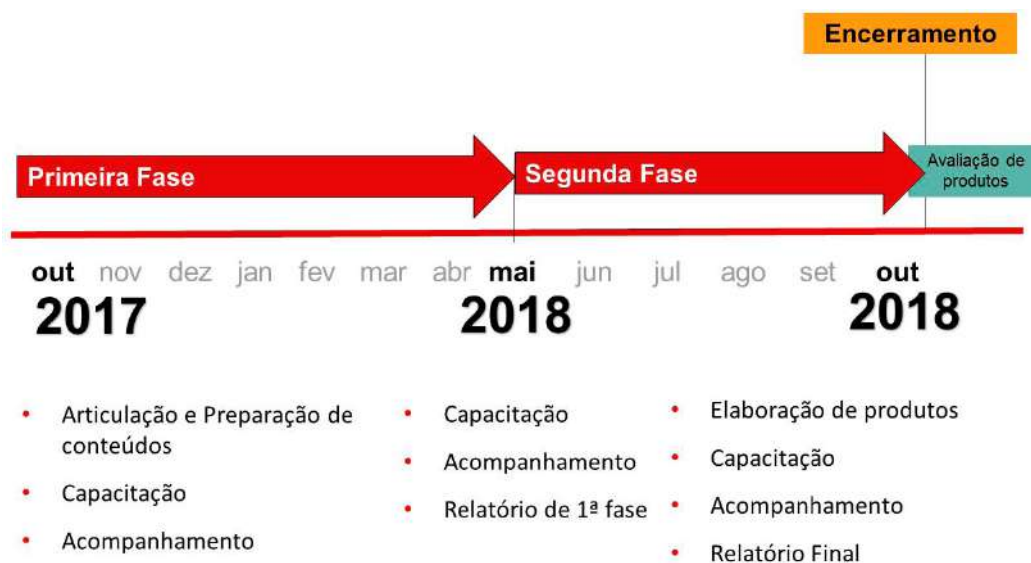 Encerramento
Primeira Fase
Segunda Fase
Avaliação de
produtos
out nov dez jan fev mar abr mai jun jul ago set out
2017 2018 2018
• Articulação e Preparação de
conteúdos
• Capacitação
• Acompanhamento
• Capacitação
• Acompanhamento
• Relatório de 1ª fase
• Elaboração de produtos
• Capacitação
• Acompanhamento
• Relatório Final